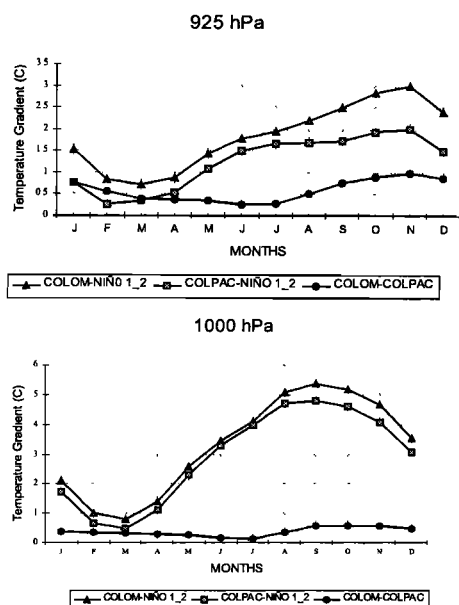 925 hPa
Temperature Gradient (C)
3.5
3
2.5
2
1.5
1
0.5
0
J F M A M J J A S O N D
MONTHS
COLOM-NIÑO 1_2 COLPAC-NIÑO 1_2 COLOM-COLPAC
1000 hPa
Temperature Gradient (C)
6
5
4
3
2
1
0
J F M A M J J A S O N D
MONTHS
COLOM-NIÑO 1_2 COLPAC-NIÑO 1_2 COLOM-COLPAC